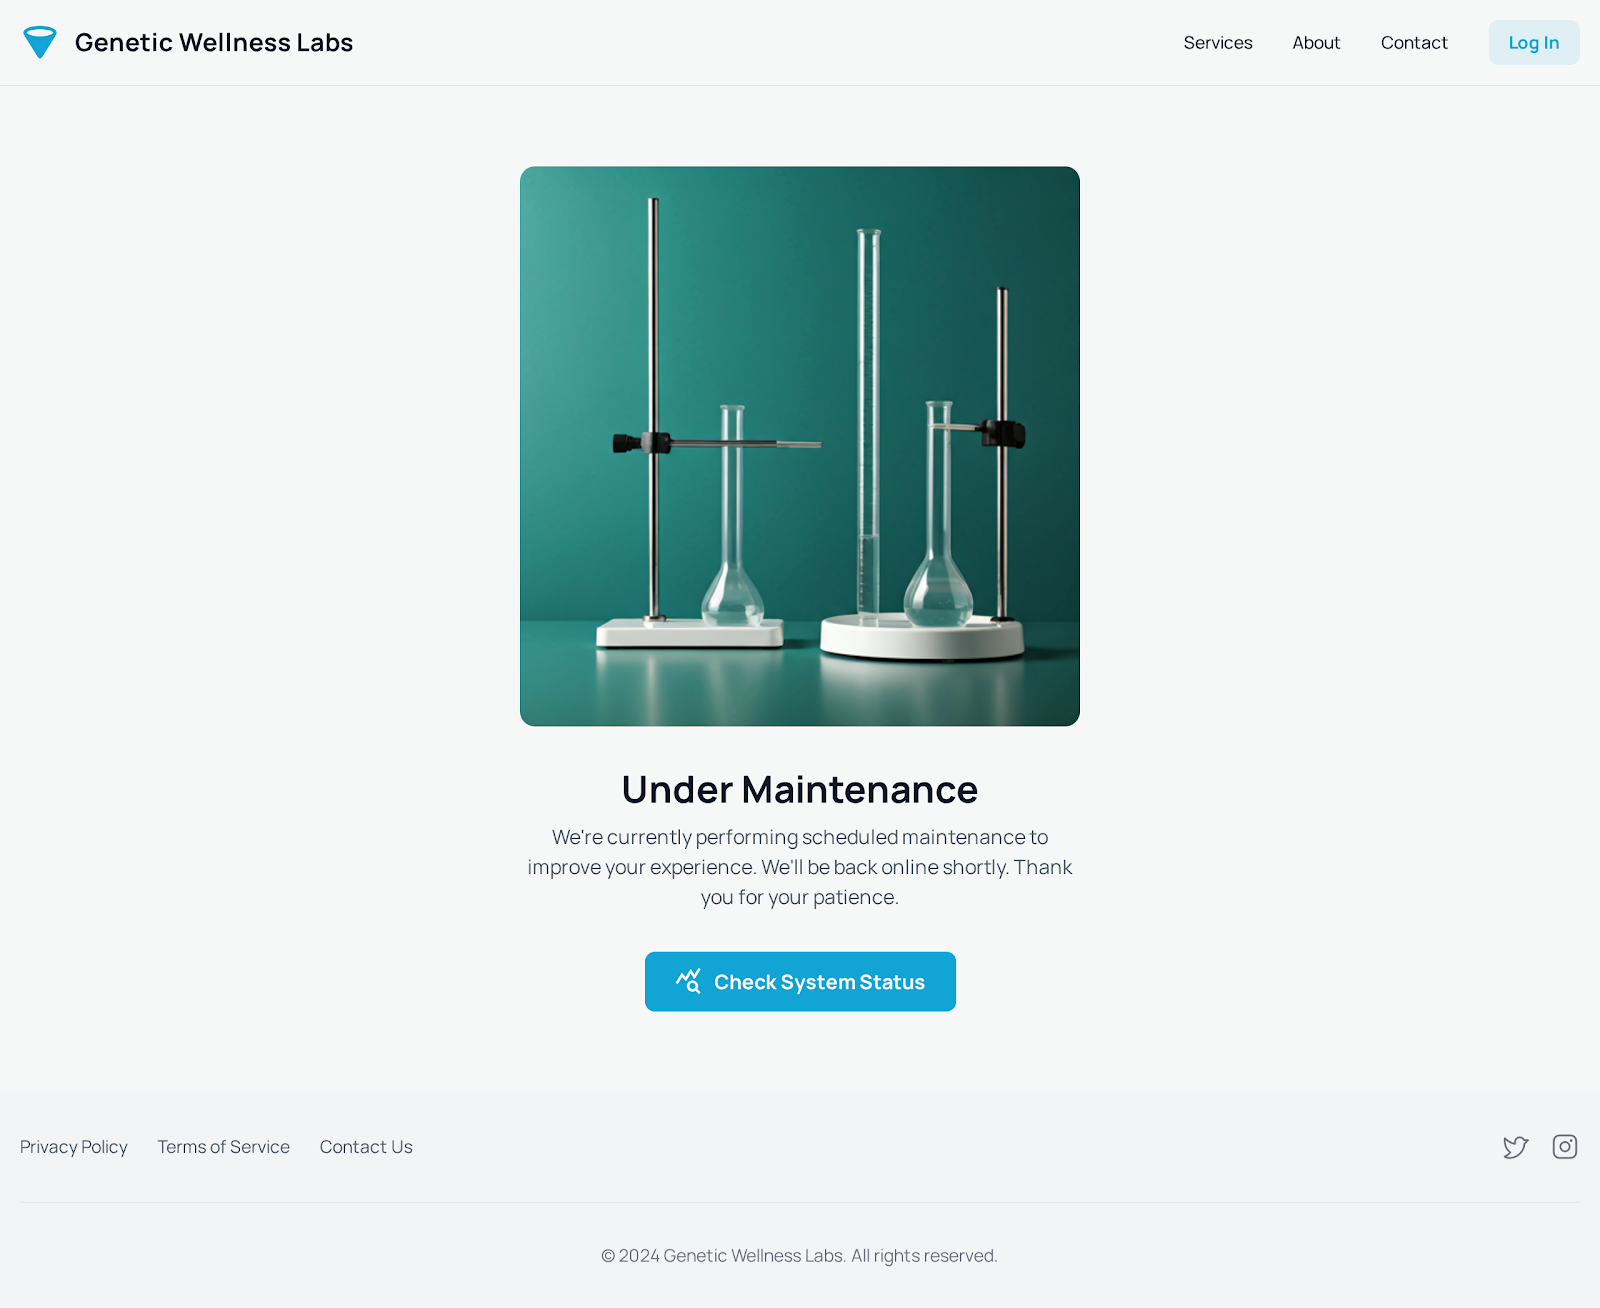 Genetic Wellness Labs
Services
About
Contact
Log In
Under Maintenance
We're currently performing scheduled maintenance to
improve your experience. We'll be back online shortly. Thank
you for your patience.
Check System Status
Privacy Policy
Terms of Service
Contact Us
© 2024 Genetic Wellness Labs. All rights reserved.